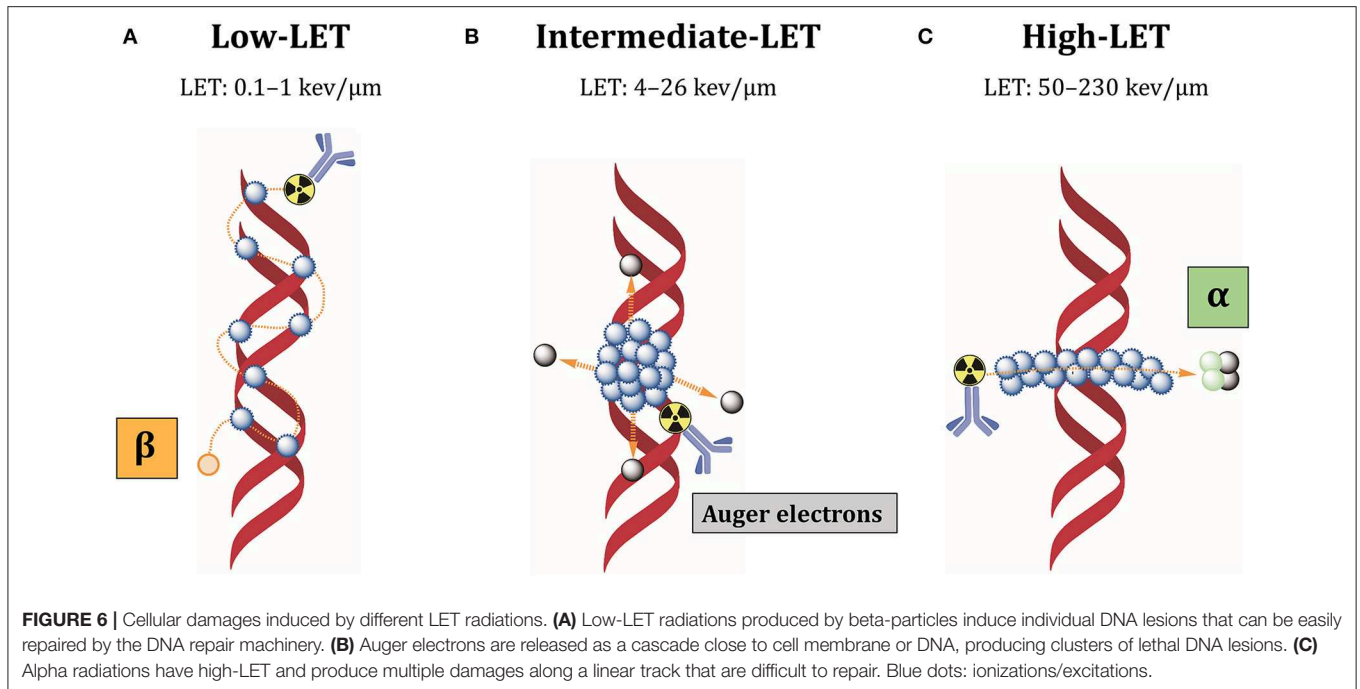 A Low-LET
LET: 0.1–1 kev/μm
β
B Intermediate-LET
LET: 4–26 kev/μm
Auger electrons
C High-LET
LET: 50–230 kev/μm
α
FIGURE 6 | Cellular damages induced by different LET radiations. (A) Low-LET radiations produced by beta-particles induce individual DNA lesions that can be easily
repaired by the DNA repair machinery. (B) Auger electrons are released as a cascade close to cell membrane or DNA, producing clusters of lethal DNA lesions. (C)
Alpha radiations have high-LET and produce multiple damages along a linear track that are difficult to repair. Blue dots: ionizations/excitations.